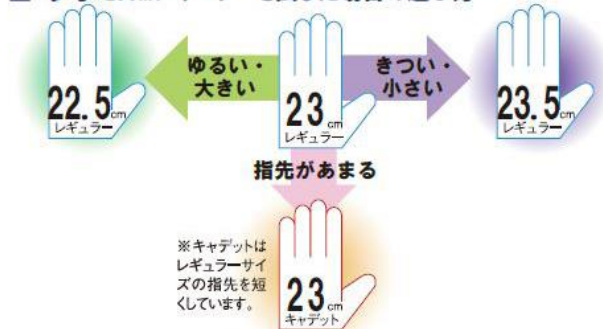 22.5cm
レギュラー
ゆるい・
大きい
23cm
レギュラー
きつい・
小さい
23.5cm
レギュラー
指先があまる
※キャデットは
レギュラーサイ
ズの指先を短
くしています。
23cm
キャデット